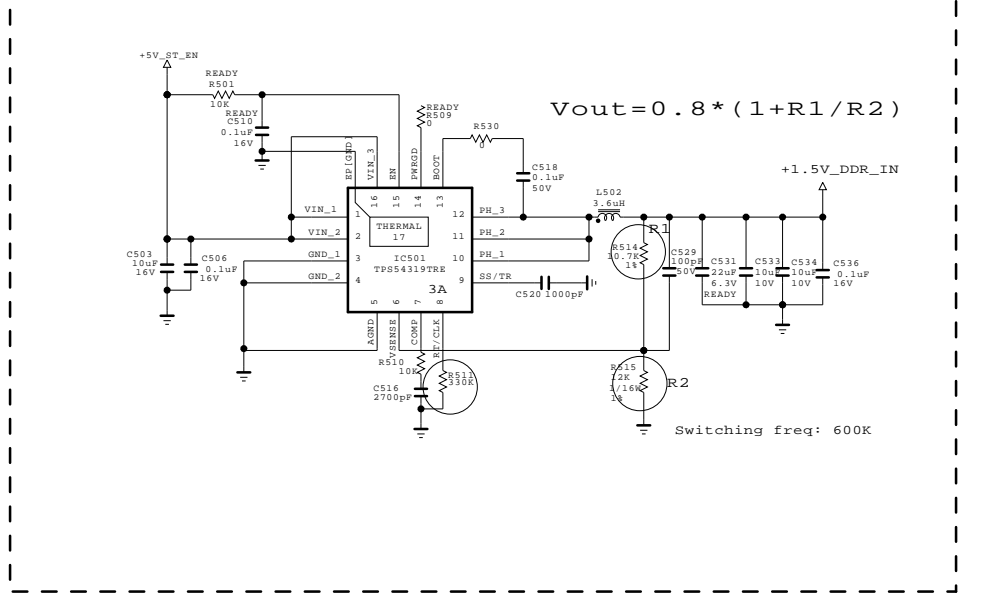 +5V_ST_EN
READY
R501
10K
READY
C510
0.1uF
16V
READY
R509
0
Vout=0.8*(1+R1/R2)
R530
0
C518
0.1uF
50V
+1.5V_DDR_IN
L502
3.6uH
EP[GND]
VIN_3
EN
PWRGD
BOOT
16
15
14
13
VIN_1
1
VIN_2
2
GND_1
3
GND_2
4
THERMAL
17
IC501
TPS54319TRE
3A
12
PH_3
11
PH_2
10
PH_1
9
SS/TR
C520 1000pF
5
6
7
8
AGND
VSENSE
COMP
RT/CLK
C503
10uF
16V
C506
0.1uF
16V
R1
R514
10.7K
1%
C529
100pF
50V
C531
22uF
6.3V
READY
C533
10uF
10V
C534
10uF
10V
C536
0.1uF
16V
R510
10K
C516
2700pF
R511
330K
R515
12K
1/16W
1%
R2
Switching freq: 600K